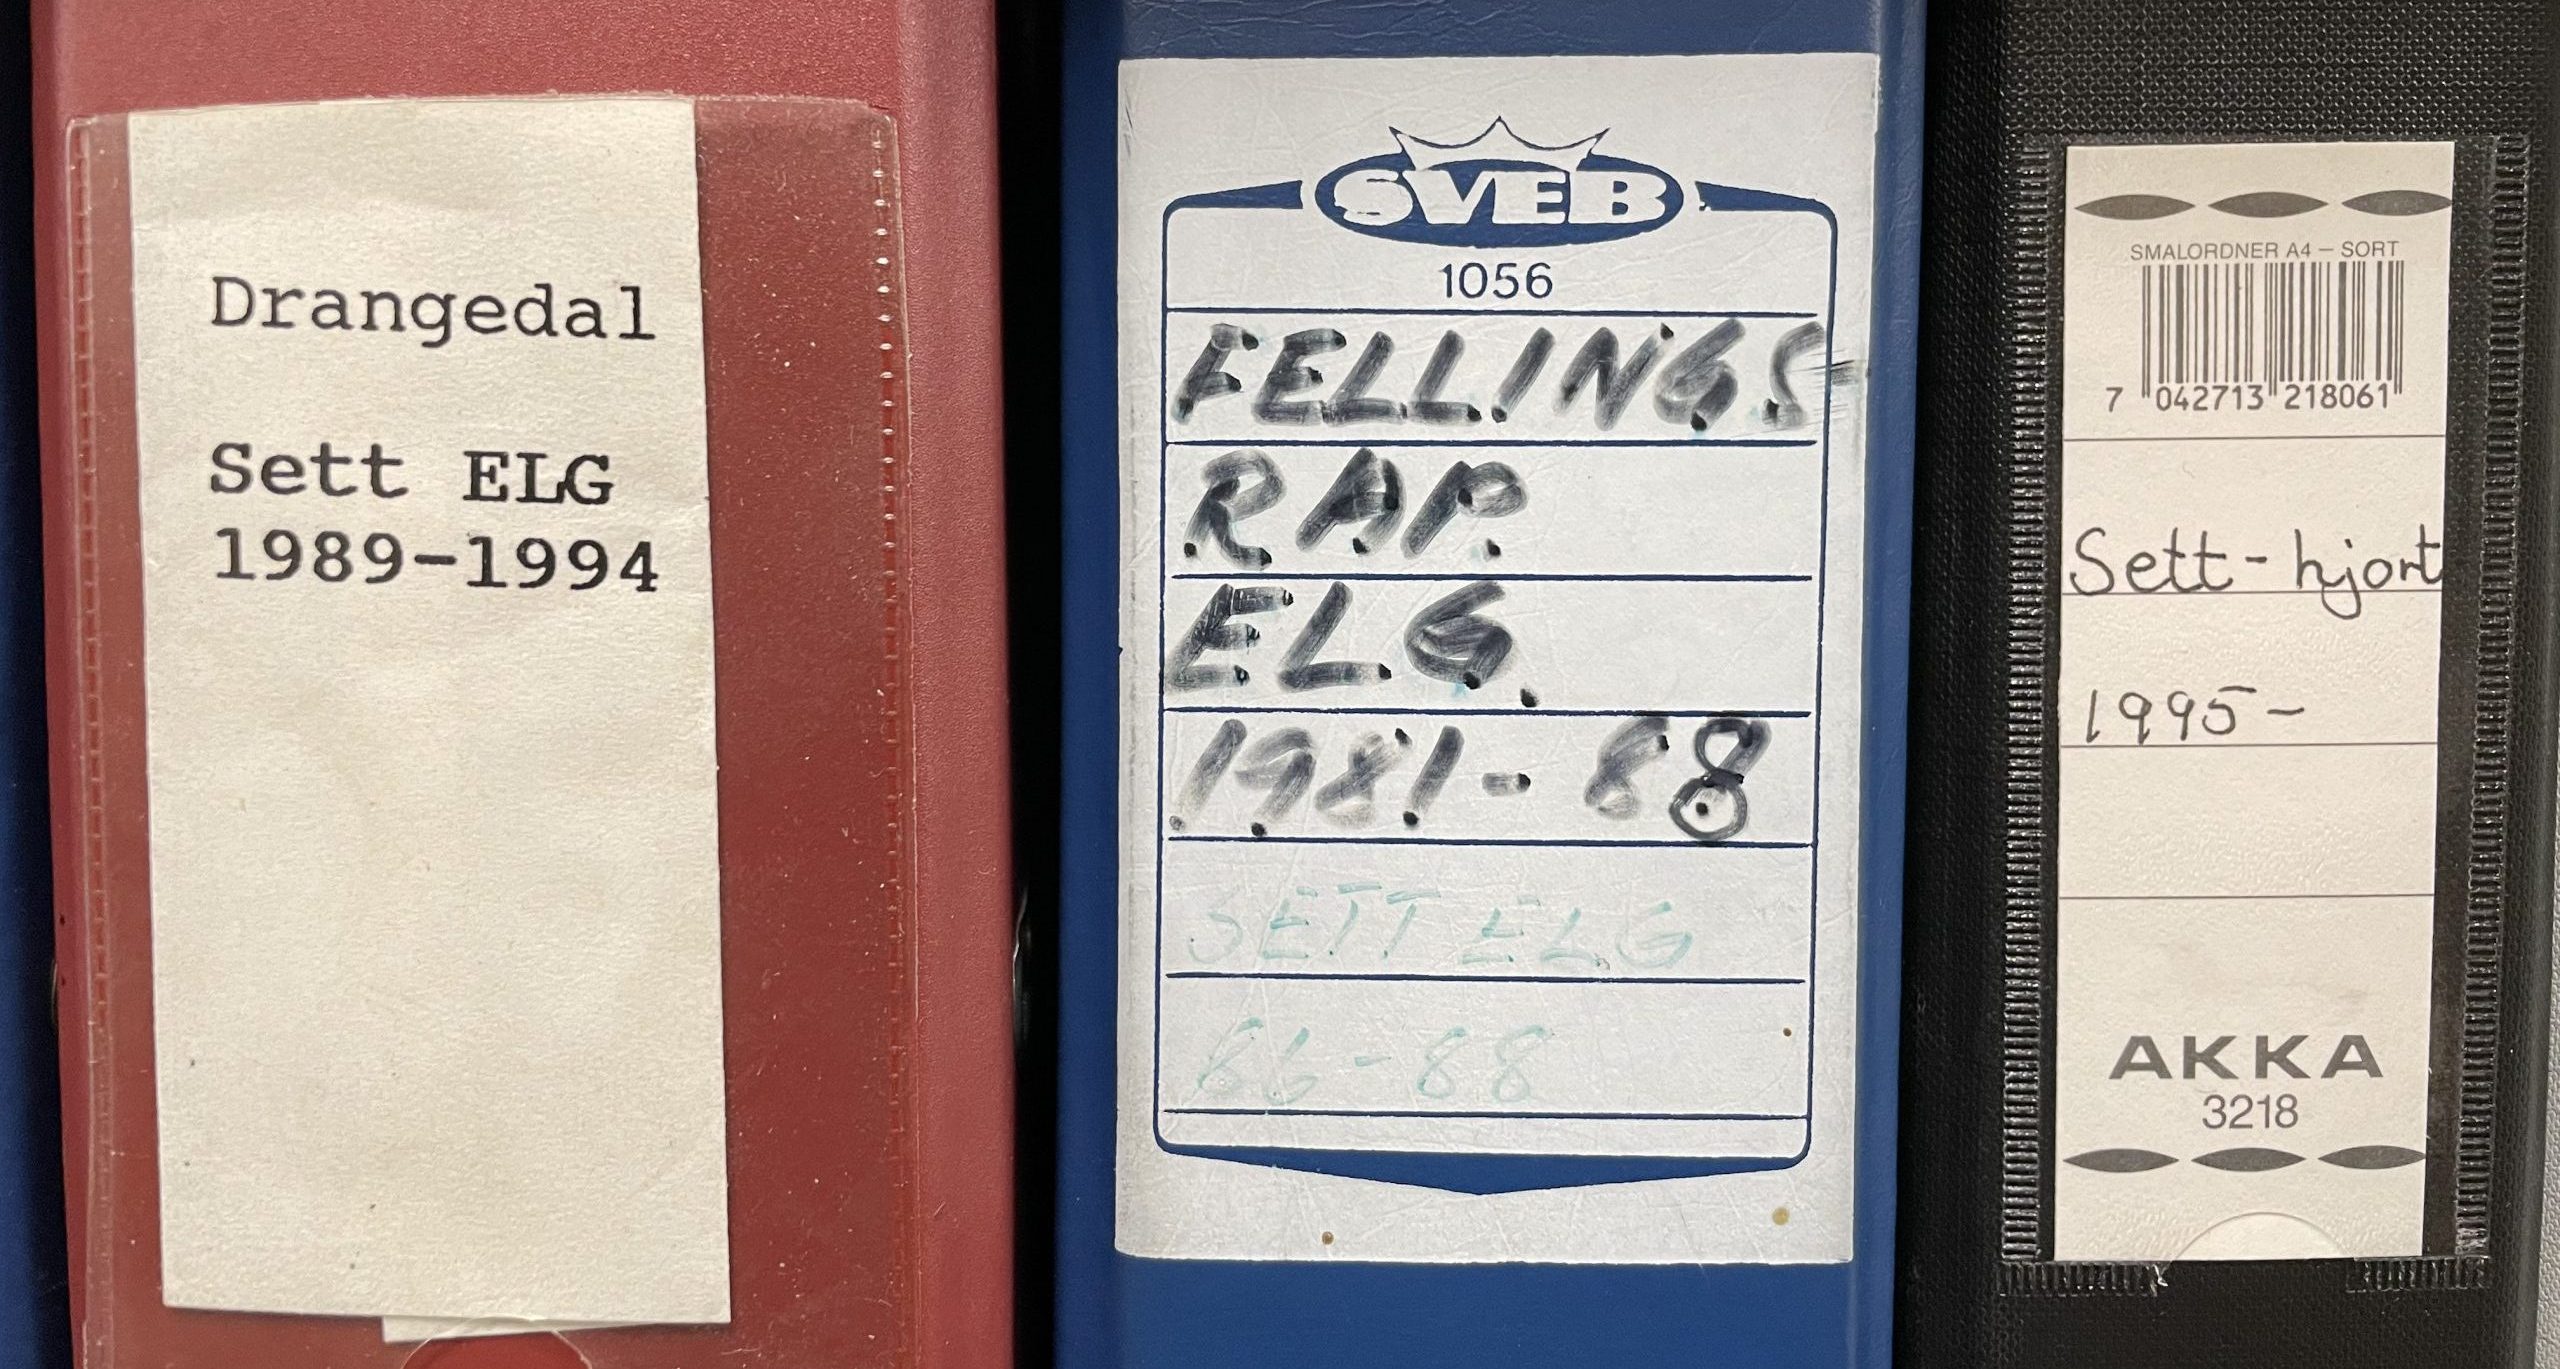 Drangedal
Sett ELG
1989-1994
SVEB
1056
FELLINGS
RAP.
ELG.
1981-88
SETT ELG
86-88
SMALORDNER A4 – SORT
7 042713 218061
Sett-hjort
1995-
AKKA
3218